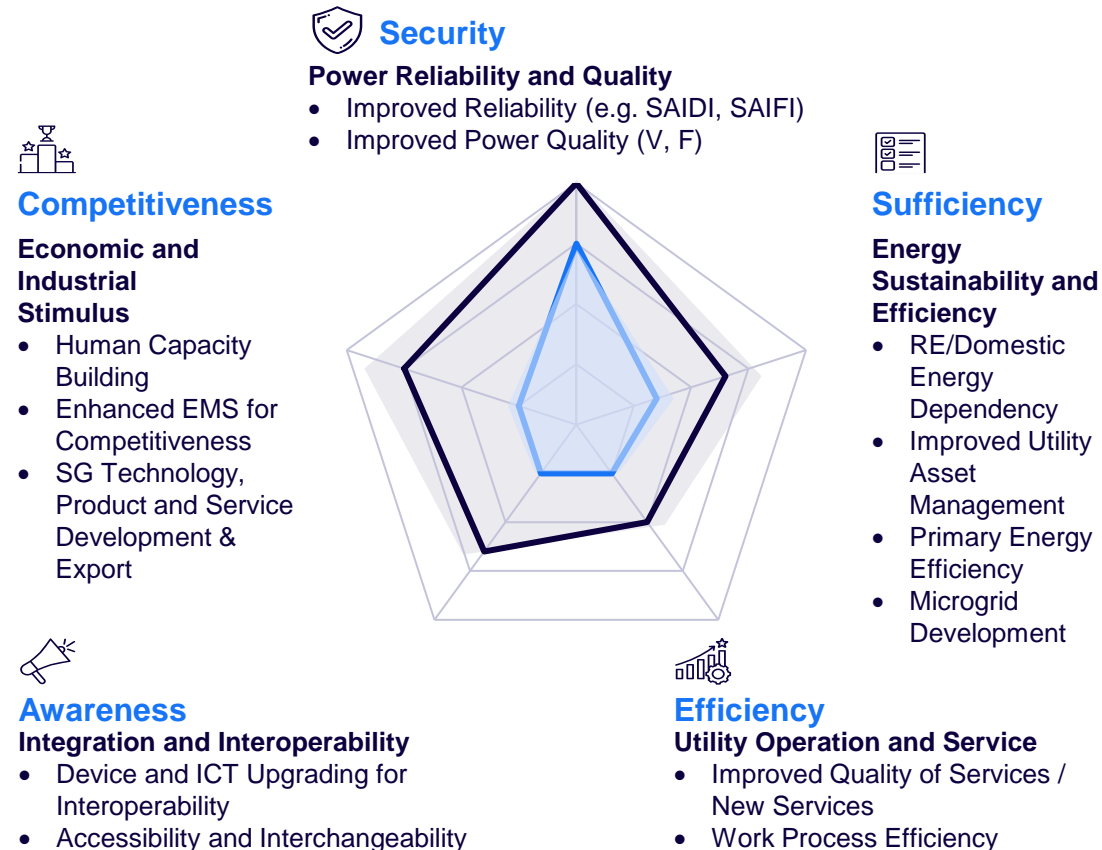 Security
Power Reliability and Quality
• Improved Reliability (e.g. SAIDI, SAIFI)
• Improved Power Quality (V, F)
Competitiveness
Economic and
Industrial
Stimulus
• Human Capacity
Building
• Enhanced EMS for
Competitiveness
• SG Technology,
Product and Service
Development &
Export
Sufficiency
Energy
Sustainability and
Efficiency
• RE/Domestic
Energy
Dependency
• Improved Utility
Asset
Management
• Primary Energy
Efficiency
• Microgrid
Development
Awareness
Integration and Interoperability
• Device and ICT Upgrading for
Interoperability
• Accessibility and Interchangeability
Efficiency
Utility Operation and Service
• Improved Quality of Services /
New Services
• Work Process Efficiency